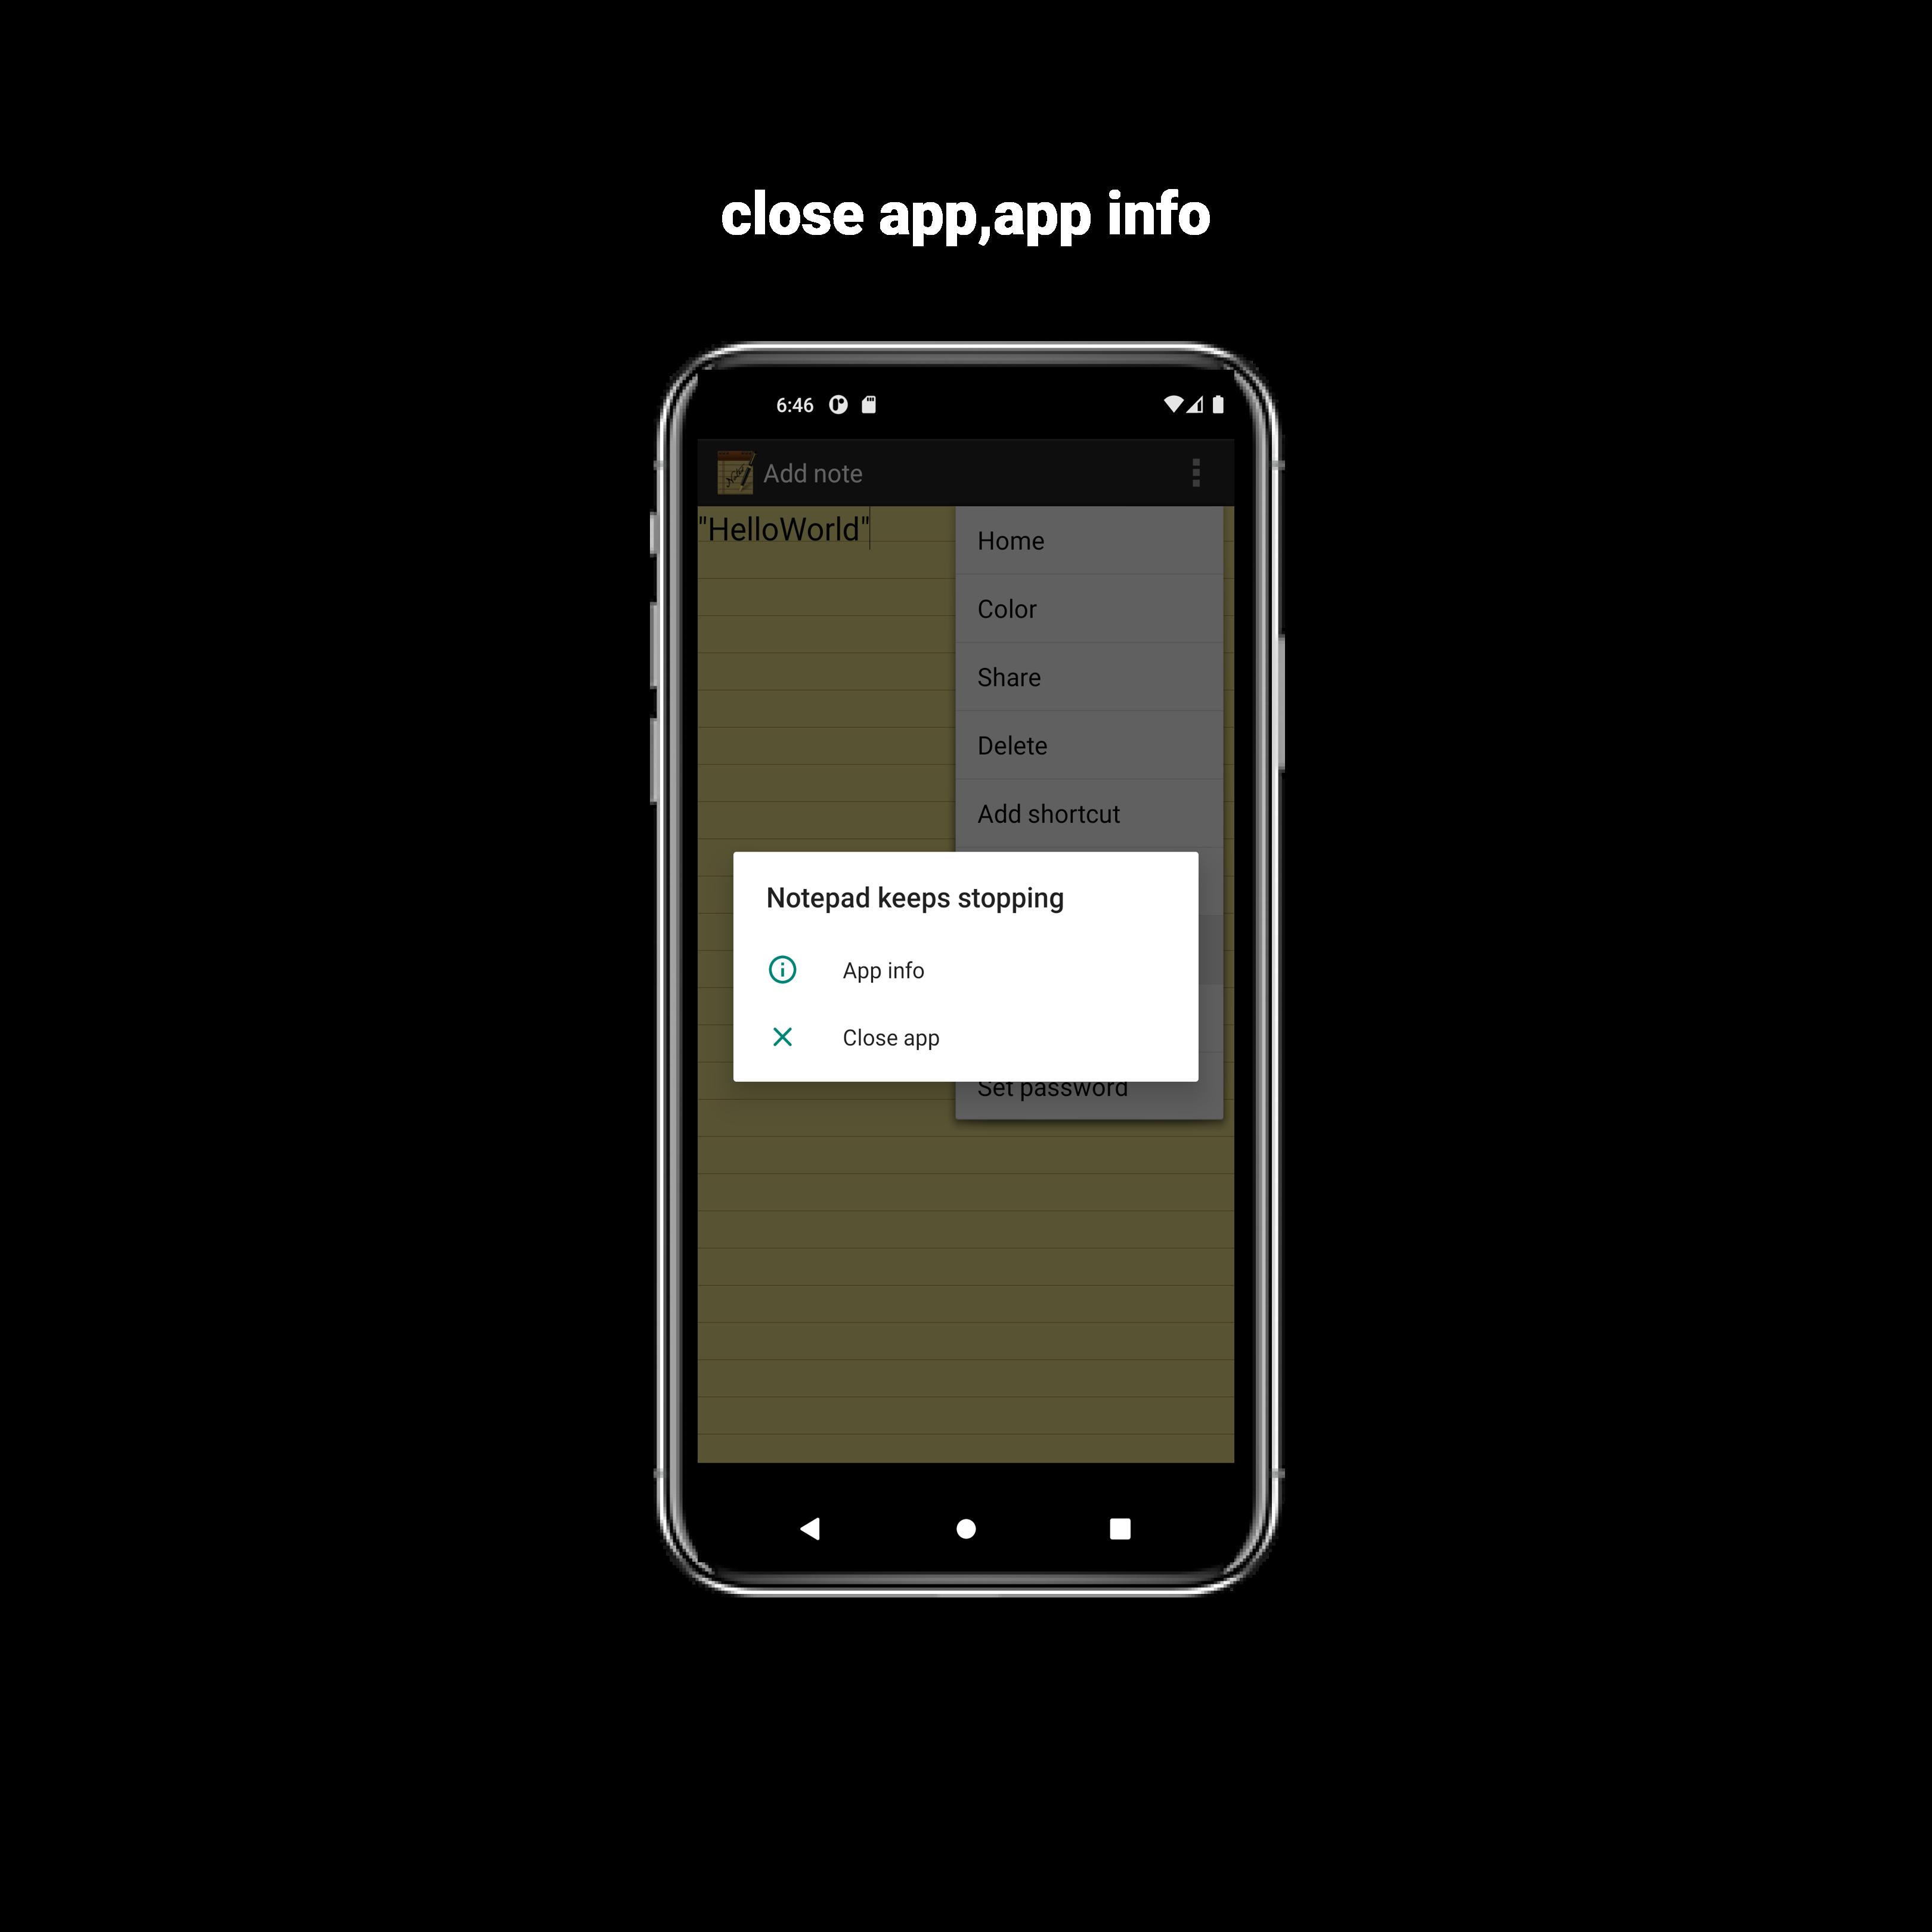 close app,app info
6:46
Add note
"HelloWorld"
Home
Color
Share
Delete
Add shortcut
Notepad keeps stopping
App info
Close app
Set password